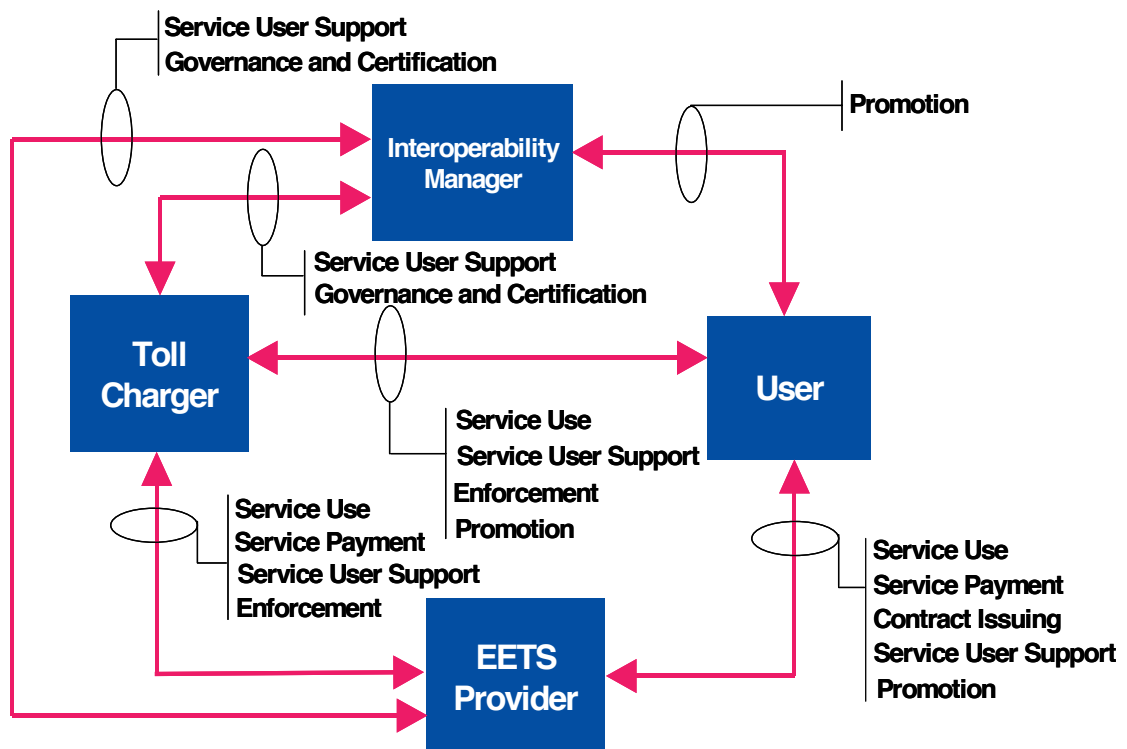 Service User Support
Governance and Certification
Promotion
Interoperability
Manager
Service User Support
Governance and Certification
Toll
Charger
User
Service Use
Service User Support
Enforcement
Promotion
Service Use
Service Payment
Service User Support
Enforcement
Service Use
Service Payment
Contract Issuing
Service User Support
Promotion
EETS
Provider